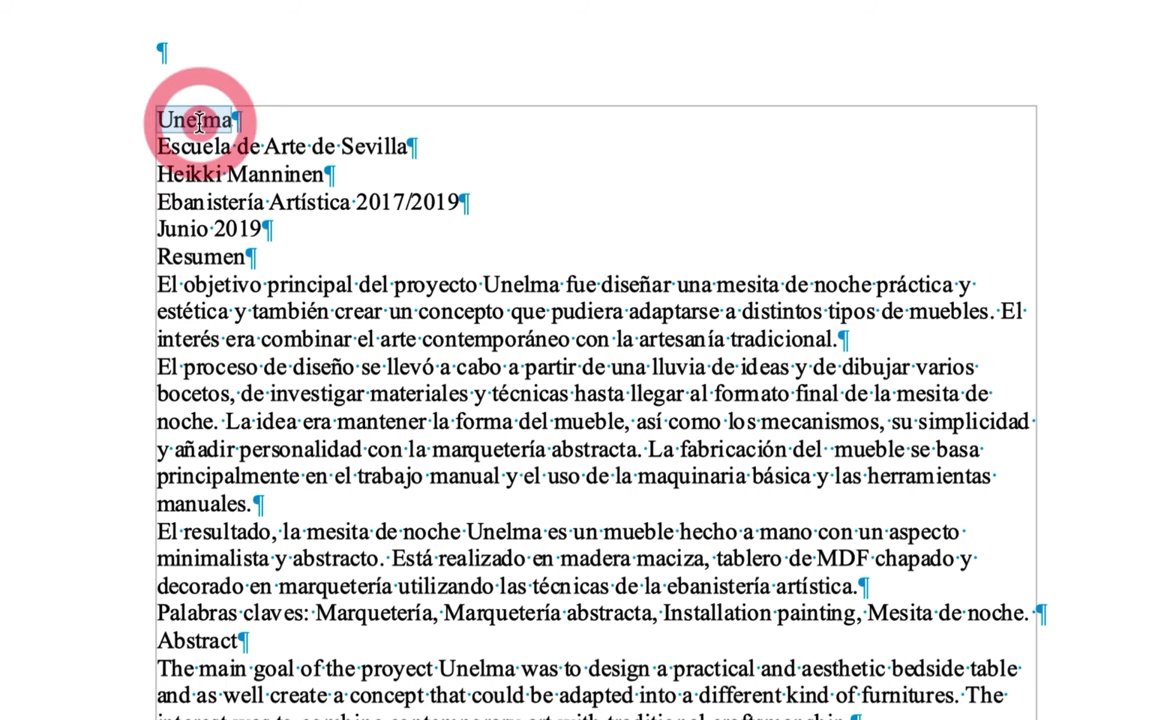 Unelma
Escuela de Arte de Sevilla
Heikki Manninen
Ebanistería Artística 2017/2019
Junio 2019
Resumen
El objetivo principal del proyecto Unelma fue diseñar una mesita de noche práctica y
estética y también crear un concepto que pudiera adaptarse a distintos tipos de muebles. El
interés era combinar el arte contemporáneo con la artesanía tradicional.
El proceso de diseño se llevó a cabo a partir de una lluvia de ideas y de dibujar varios
bocetos, de investigar materiales y técnicas hasta llegar al formato final de la mesita de
noche. La idea era mantener la forma del mueble, así como los mecanismos, su simplicidad
y añadir personalidad con la marquetería abstracta. La fabricación del  mueble se basa
principalmente en el trabajo manual y el uso de la maquinaria básica y las herramientas
manuales.
El resultado, la mesita de noche Unelma es un mueble hecho a mano con un aspecto
minimalista y abstracto. Está realizado en madera maciza, tablero de MDF chapado y
decorado en marquetería utilizando las técnicas de la ebanistería artística.
Palabras claves: Marquetería, Marquetería abstracta, Installation painting, Mesita de noche.
Abstract
The main goal of the proyect Unelma was to design a practical and aesthetic bedside table
and as well create a concept that could be adapted into a different kind of furnitures. The
interest was to combine contemporary art with traditional craftsmanship.